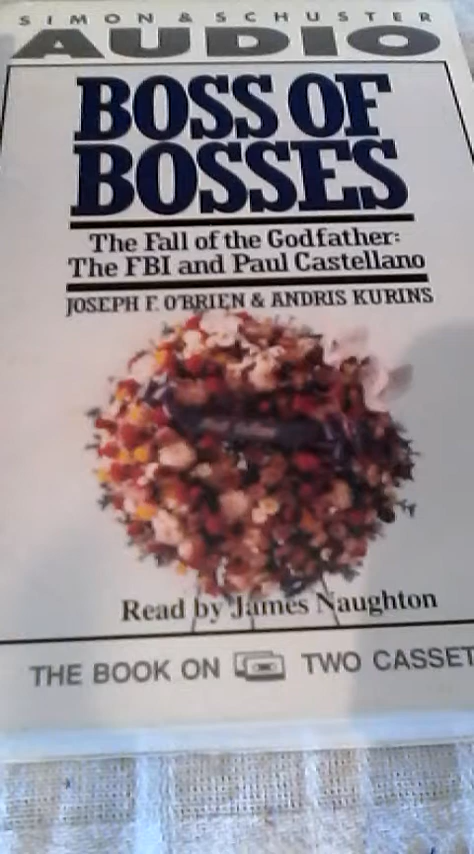 SIMON & SCHUSTER
AUDIO
BOSS OF
BOSSES
The Fall of the Godfather:
The FBI and Paul Castellano
JOSEPH F. O'BRIEN & ANDRIS KURINS
Read by James Naughton
THE BOOK ON TWO CASSET